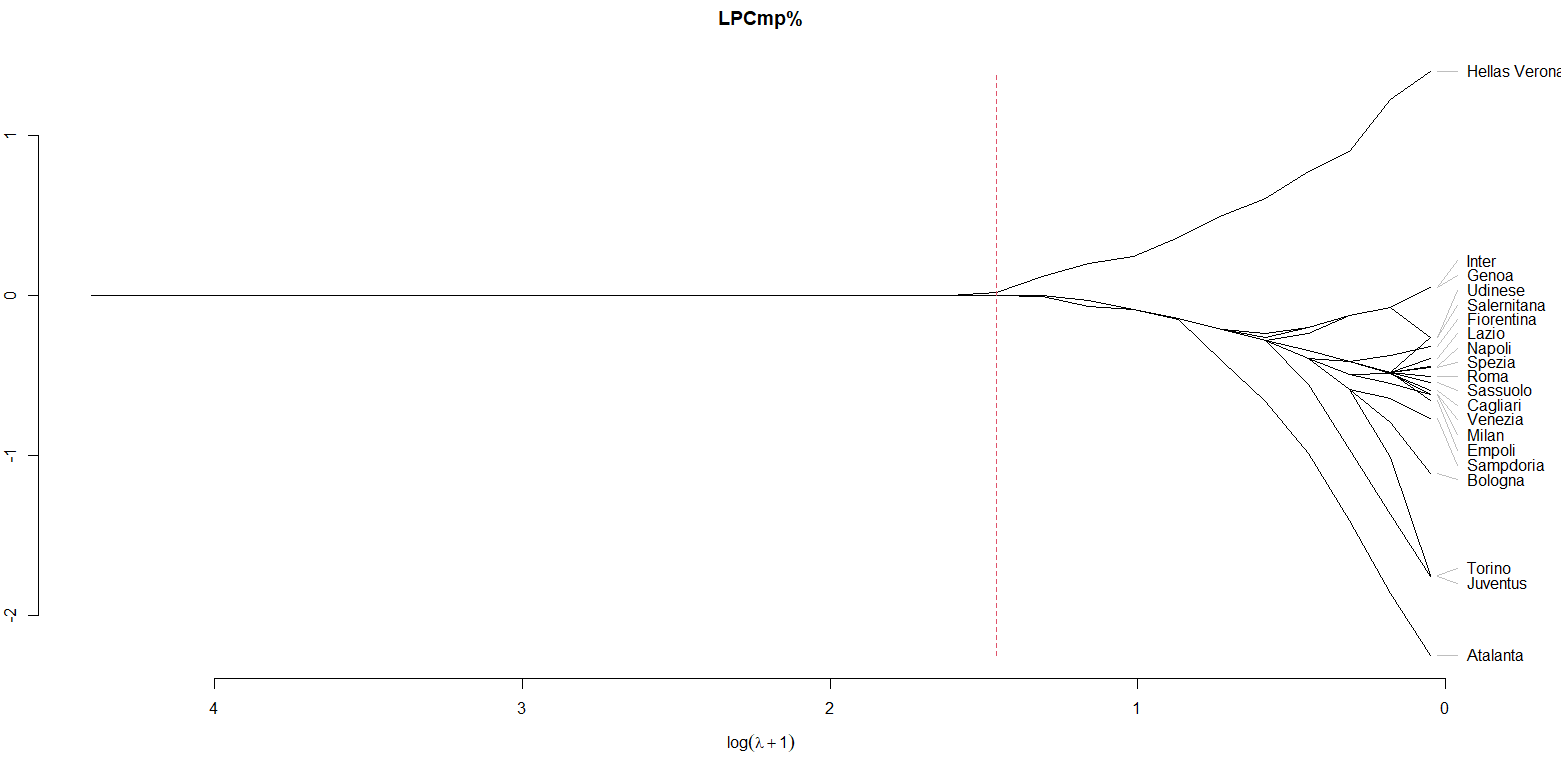 LPCmp%
1
0
-1
-2
Hellas Verona
Inter
Genoa
Udinese
Salernitana
Fiorentina
Lazio
Napoli
Spezia
Roma
Sassuolo
Cagliari
Venezia
Milan
Empoli
Sampdoria
Bologna
Torino
Juventus
Atalanta
4 3 2 1 0
log(λ + 1)